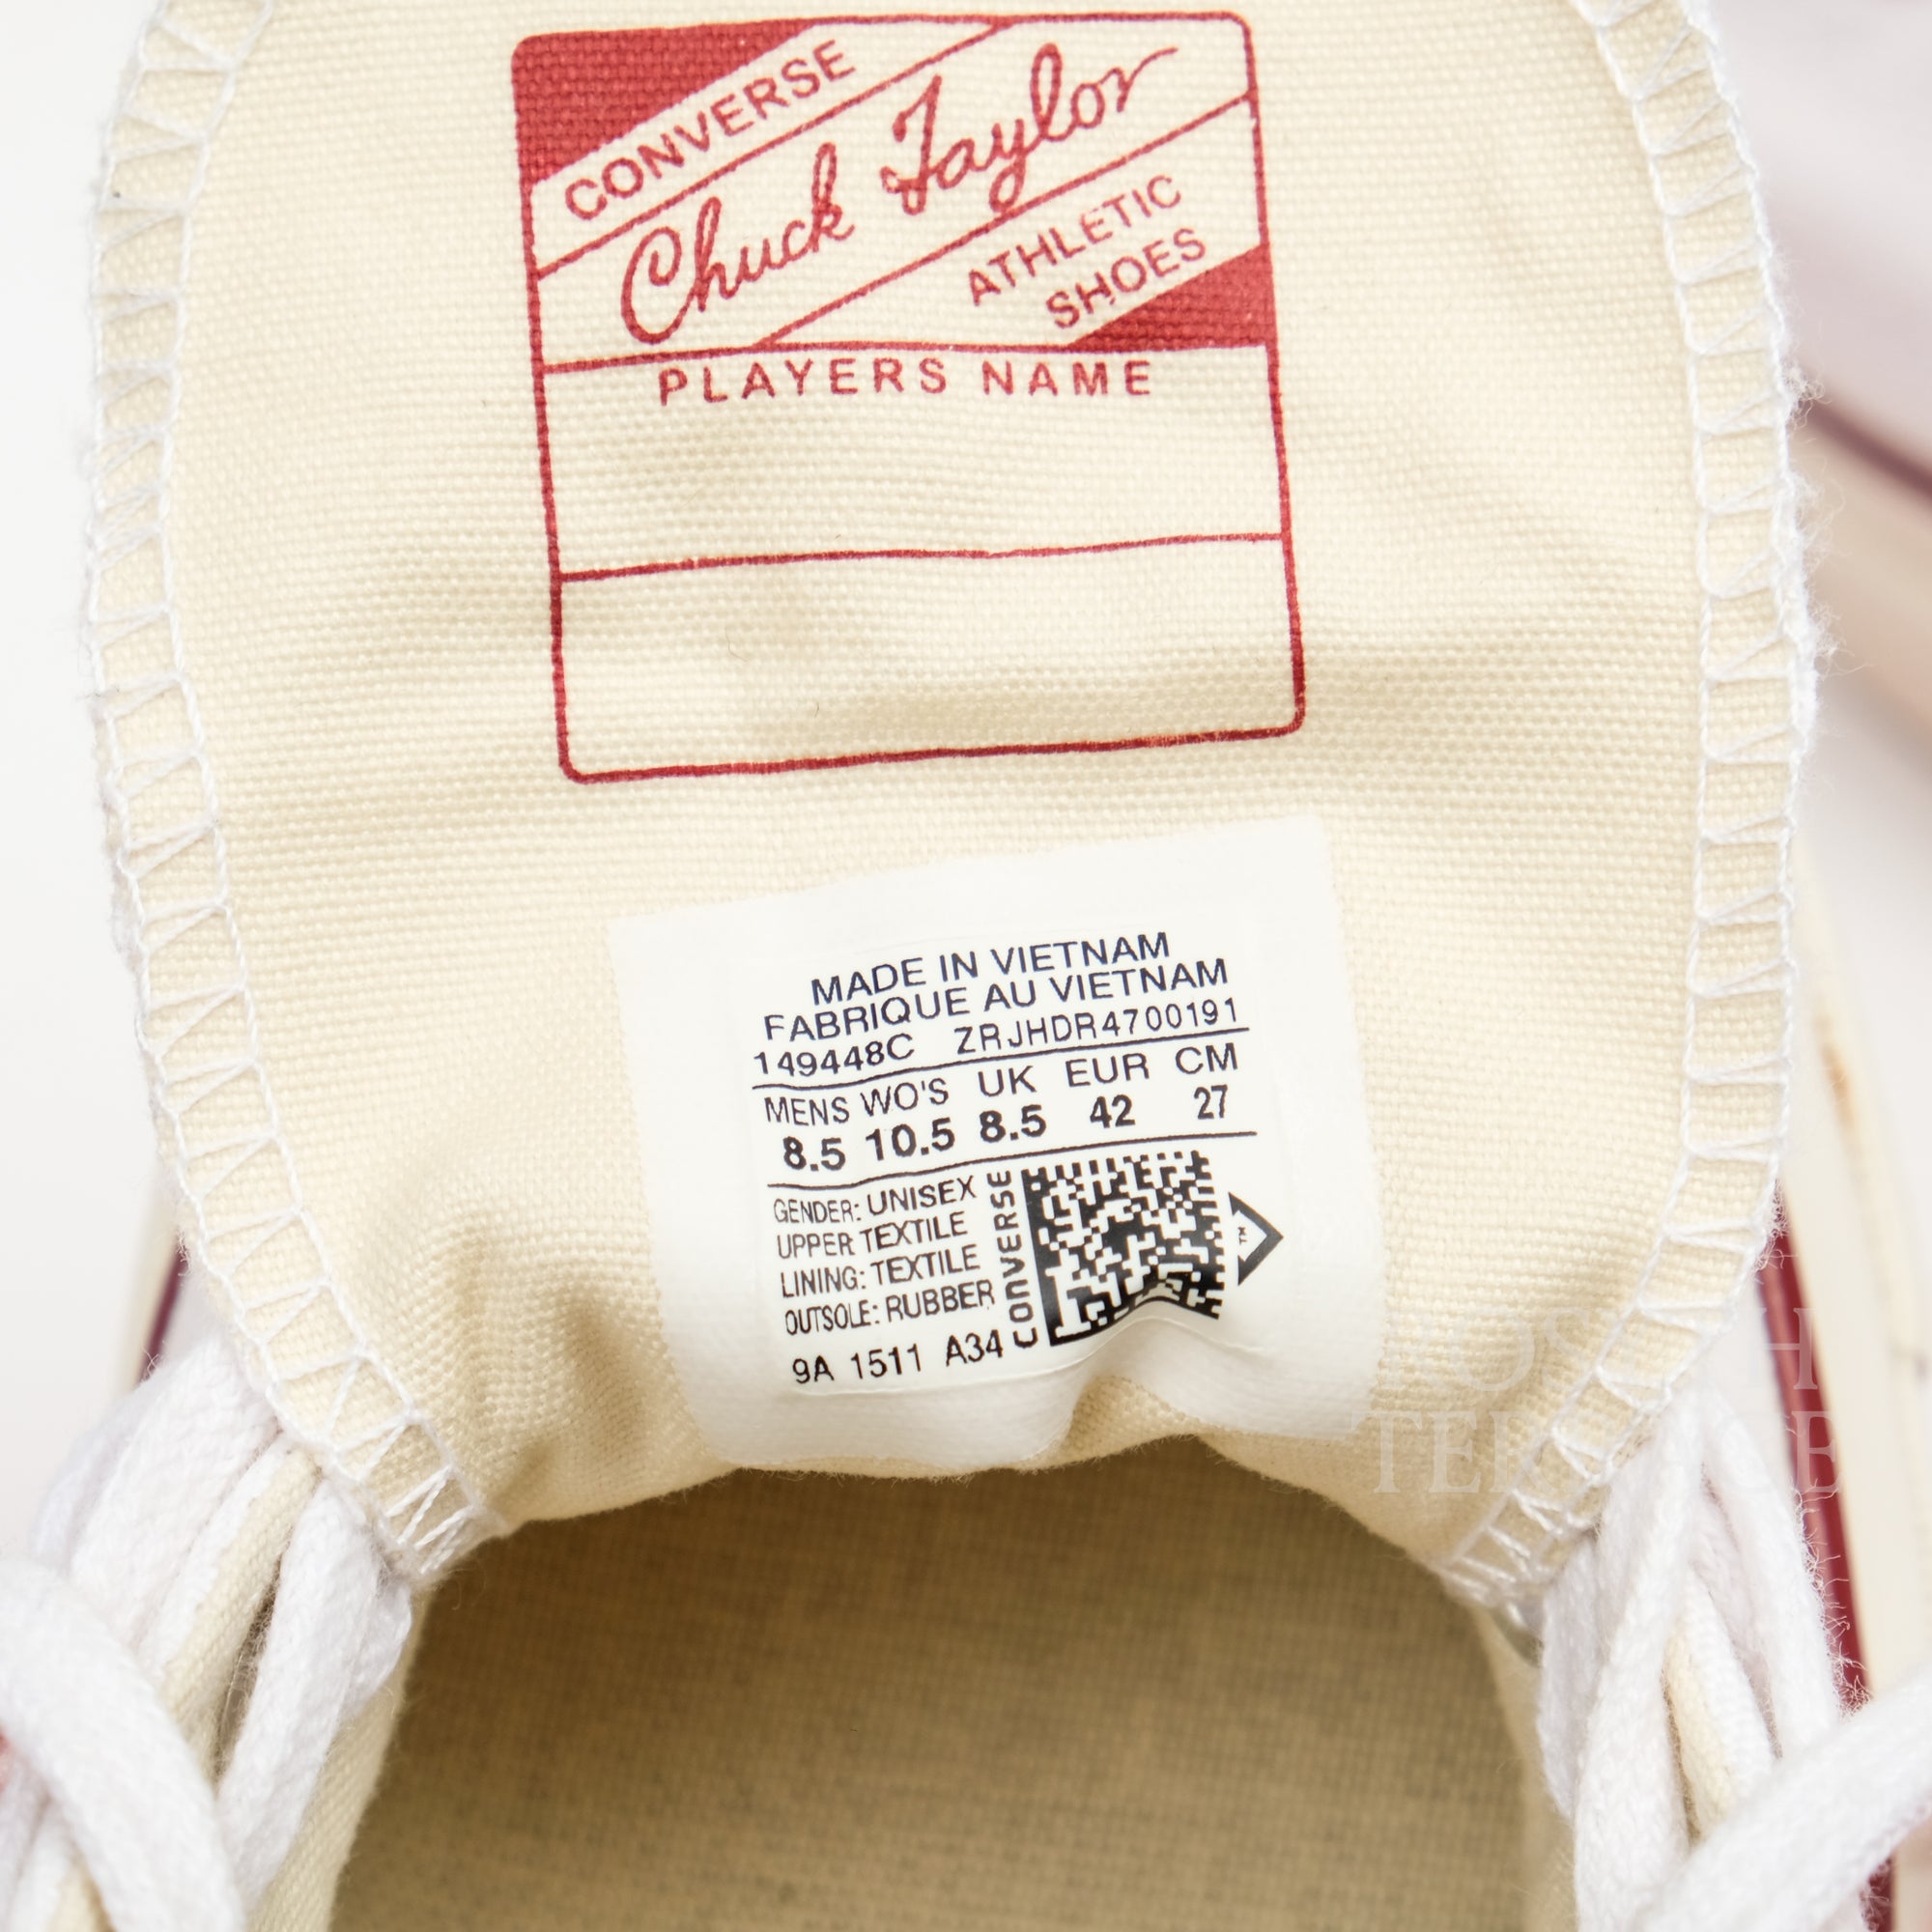 CONVERSE
Chuck Taylor
ATHLETIC
SHOES
PLAYERS NAME
MADE IN VIETNAM
FABRIQUE AU VIETNAM
149448C ZRJHDR4700191
MENS WO'S UK EUR CM
8.5 10.5 8.5 42 27
GENDER: UNISEX
UPPER TEXTILE
LINING: TEXTILE
OUTSOLE: RUBBER
9A 1511 A34
CONVERSE
TM